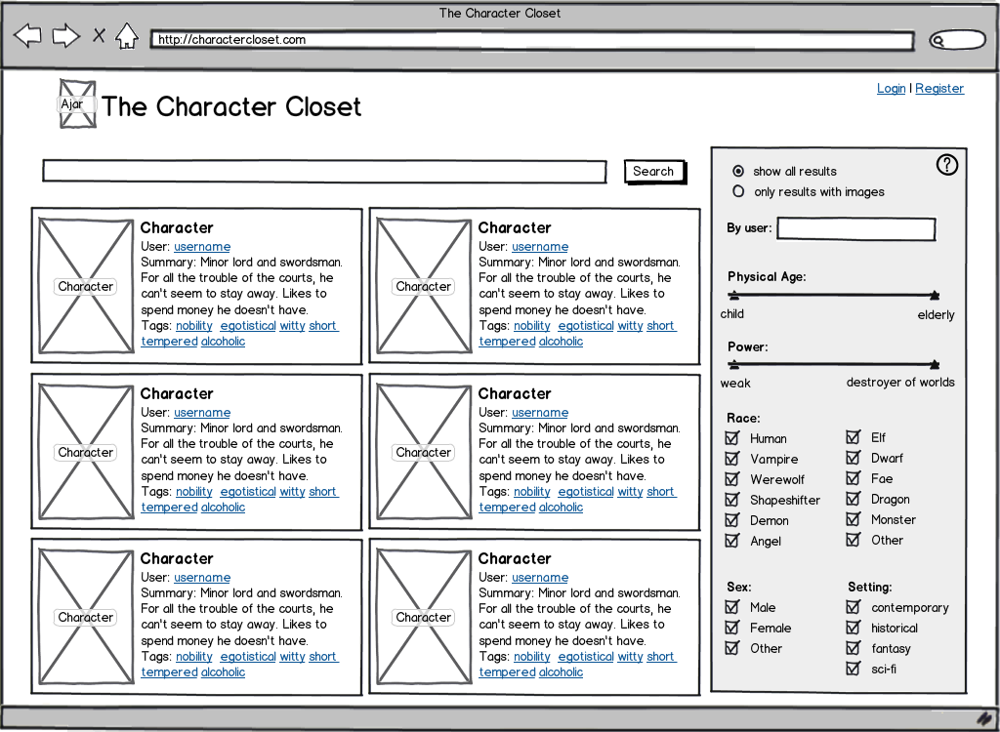 The Character Closet
http://charactercloset.com
Login | Register
Ajar
The Character Closet
Search
Character
Character
User: username
Summary: Minor lord and swordsman.
For all the trouble of the courts, he
can't seem to stay away. Likes to
spend money he doesn't have.
Tags: nobility egotistical witty short
tempered alcoholic
Character
Character
User: username
Summary: Minor lord and swordsman.
For all the trouble of the courts, he
can't seem to stay away. Likes to
spend money he doesn't have.
Tags: nobility egotistical witty short
tempered alcoholic
Character
Character
User: username
Summary: Minor lord and swordsman.
For all the trouble of the courts, he
can't seem to stay away. Likes to
spend money he doesn't have.
Tags: nobility egotistical witty short
tempered alcoholic
Character
Character
User: username
Summary: Minor lord and swordsman.
For all the trouble of the courts, he
can't seem to stay away. Likes to
spend money he doesn't have.
Tags: nobility egotistical witty short
tempered alcoholic
Character
Character
User: username
Summary: Minor lord and swordsman.
For all the trouble of the courts, he
can't seem to stay away. Likes to
spend money he doesn't have.
Tags: nobility egotistical witty short
tempered alcoholic
Character
Character
User: username
Summary: Minor lord and swordsman.
For all the trouble of the courts, he
can't seem to stay away. Likes to
spend money he doesn't have.
Tags: nobility egotistical witty short
tempered alcoholic
?
show all results
only results with images
By user:
Physical Age:
child elderly
Power:
weak destroyer of worlds
Race:
Human
Vampire
Werewolf
Shapeshifter
Demon
Angel
Elf
Dwarf
Fae
Dragon
Monster
Other
Sex:
Male
Female
Other
Setting:
contemporary
historical
fantasy
sci-fi